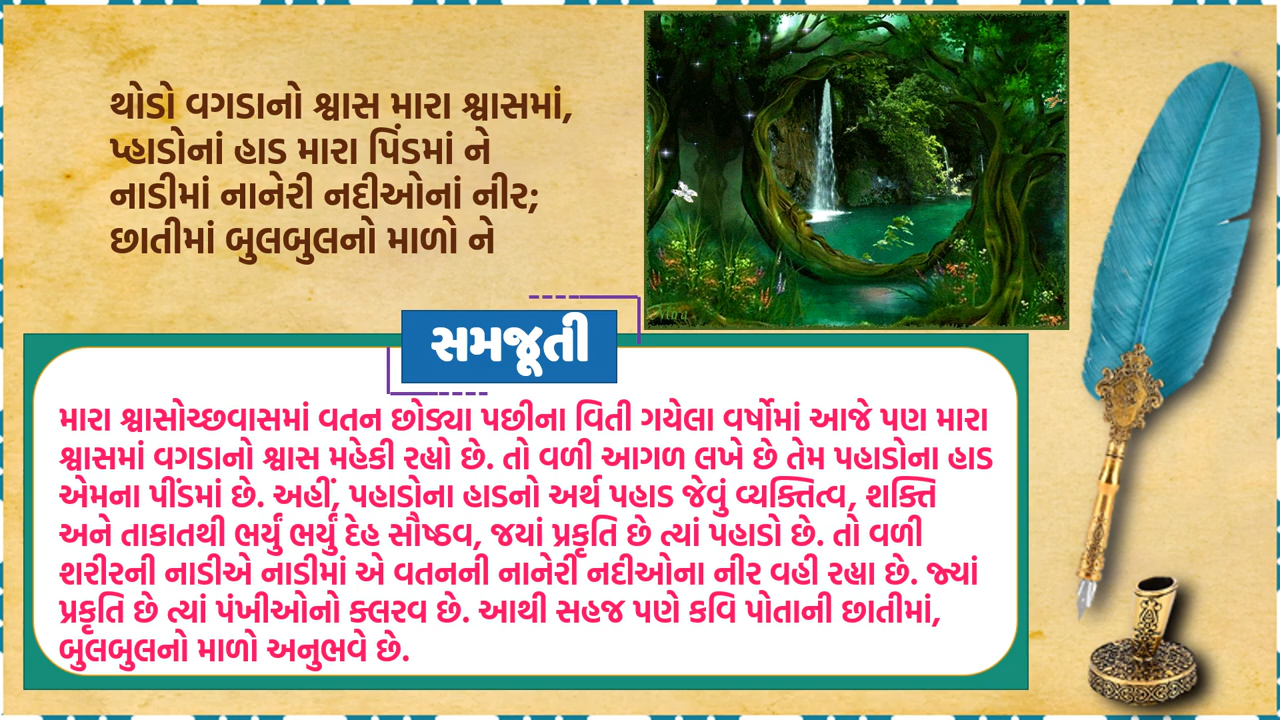 થોડો વગડાનો શ્વાસ મારા શ્વાસમાં,
પ્હાડોનાં હાડ મારા પિંડમાં ને
નાડીમાં નાનેરી નદીઓનાં નીર;
છાતીમાં બુલબુલનો માળો ને
સમજૂતી
મારા શ્વાસોચ્છવાસમાં વતન છોડ્યા પછીના વિતી ગયેલા વર્ષોમાં આજે પણ મારા
શ્વાસમાં વગડાનો શ્વાસ મહેકી રહ્યો છે. તો વળી આગળ લખે છે તેમ પહાડોના હાડ
એમના પીંડમાં છે. અહીં, પહાડોના હાડનો અર્થ પહાડ જેવું વ્યક્તિત્વ, શક્તિ
અને તાકાતથી ભર્યું ભર્યું દેહ સૌષ્ઠવ, જયાં પ્રકૃતિ છે ત્યાં પહાડો છે. તો વળી
શરીરની નાડીએ નાડીમાં એ વતનની નાનેરી નદીઓના નીર વહી રહ્યા છે. જ્યાં
પ્રકૃતિ છે ત્યાં પંખીઓનો ક્લરવ છે. આથી સહજ પણે કવિ પોતાની છાતીમાં,
બુલબુલનો માળો અનુભવે છે.